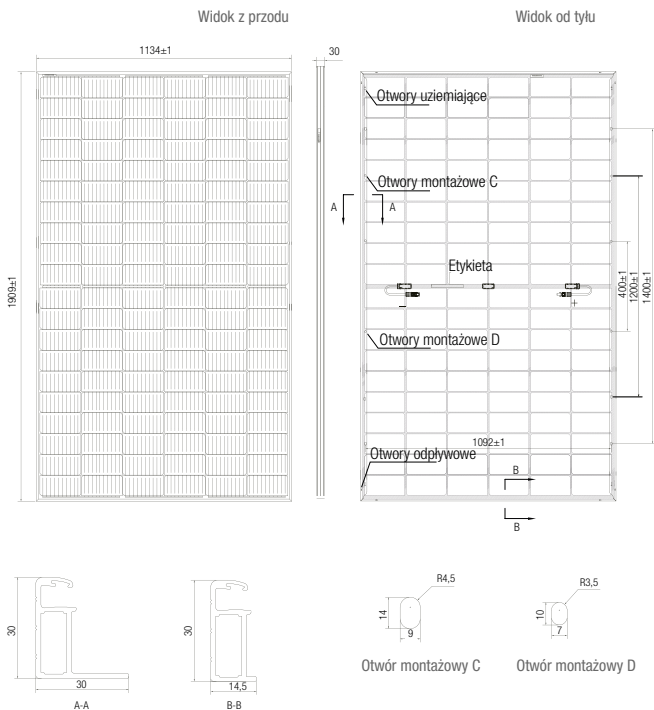 Widok z przodu
Widok od tyłu
1134±1
30
1909±1
Otwory uziemiające
Otwory montażowe C
A
A
Etykieta
400±1
1200±1
1400±1
−
+
Otwory montażowe D
1092±1
Otwory odpływowe
B
B
30
30
A-A
30
14,5
B-B
14
R4,5
9
Otwór montażowy C
10
R3,5
7
Otwór montażowy D